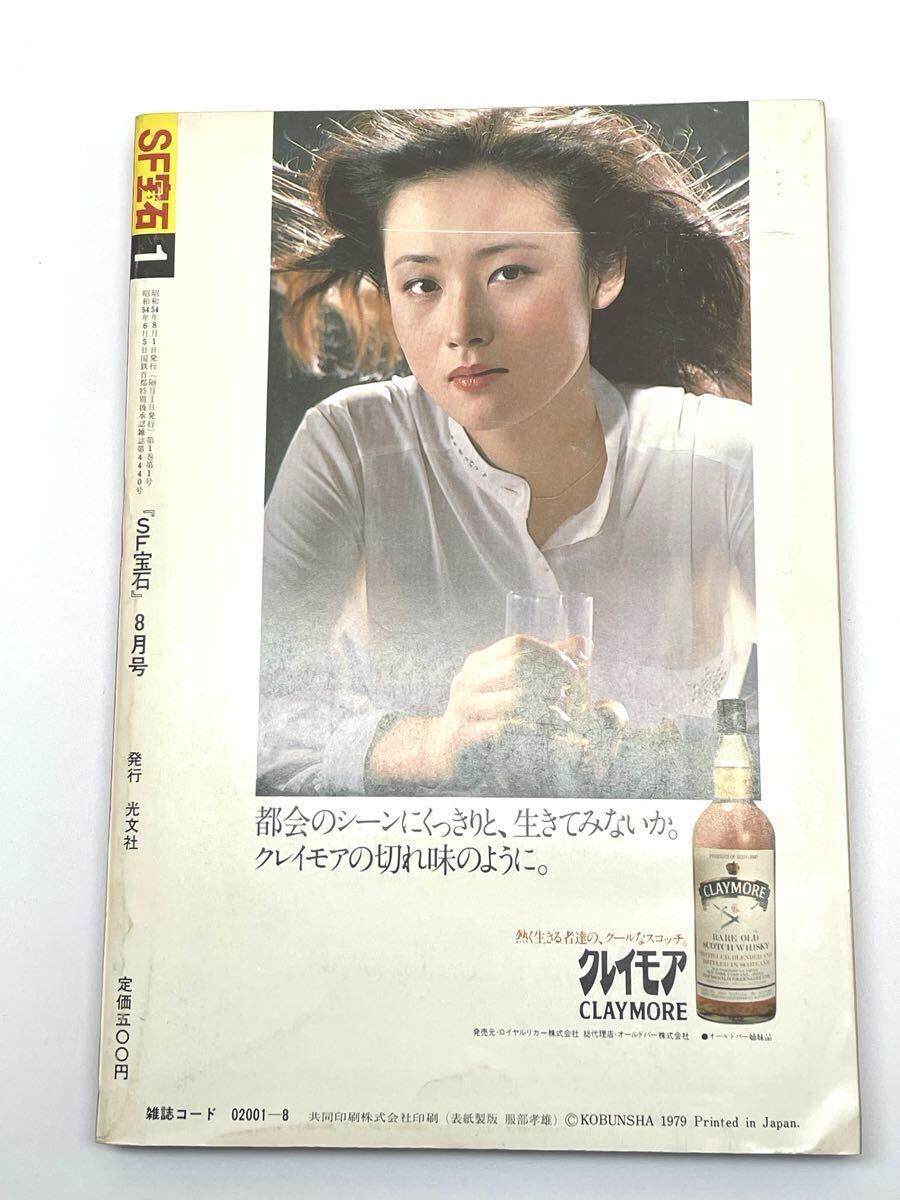 SF宝石
1
昭和54年8月1日発行(隔月1日発行)第1巻第1号
昭和54年6月5日国鉄首都特別扱承認雑誌第4440号
『SF宝石』 8月号
発行 光文社
定価五〇〇円
都会のシーンにくっきりと、生きてみないか。
クレイモアの切れ味のように。
CLAYMORE
RARE OLD
SCOTCH WHISKY
DISTILLED, BLENDED AND
BOTTLED IN SCOTLAND
熱く生きる者達の、クールなスコッチ。
クレイモア
CLAYMORE
発売元・ロイヤルリカー株式会社 総代理店・オールドパー株式会社 ●オールドパー姉妹品
雑誌コード 02001—8 共同印刷株式会社印刷 (表紙製版 服部孝雄) ©KOBUNSHA 1979 Printed in Japan.